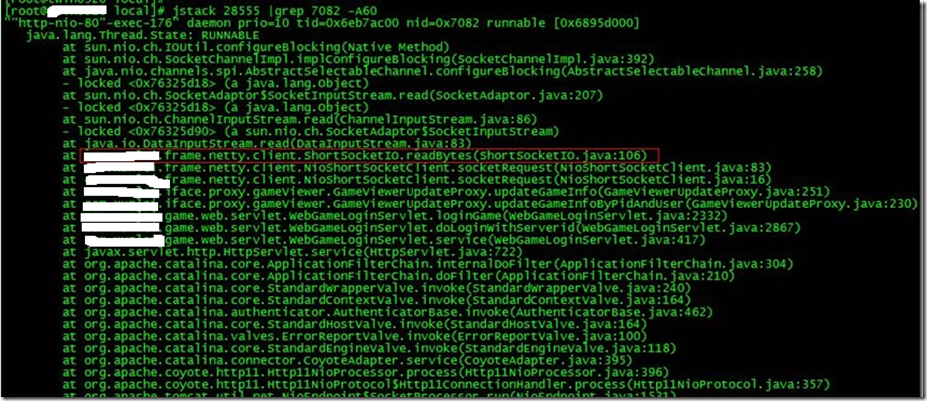 [root@ local]# jstack 28555 |grep 7082 -A60
""http-nio-80"-exec-176" daemon prio=10 tid=0x6eb7ac00 nid=0x7082 runnable [0x6895d000]
java.lang.Thread.State: RUNNABLE
at sun.nio.ch.IOUtil.configureBlocking(Native Method)
at sun.nio.ch.SocketChannelImpl.implConfigureBlocking(SocketChannelImpl.java:392)
at java.nio.channels.spi.AbstractSelectableChannel.configureBlocking(AbstractSelectableChannel.java:258)
- locked <0x76325d18> (a java.lang.Object)
at sun.nio.ch.SocketAdaptor$SocketInputStream.read(SocketAdaptor.java:207)
- locked <0x76325d18> (a java.lang.Object)
at sun.nio.ch.ChannelInputStream.read(ChannelInputStream.java:86)
- locked <0x76325d90> (a sun.nio.ch.SocketAdaptor$SocketInputStream)
at java.io.DataInputStream.read(DataInputStream.java:83)
at .frame.netty.client.ShortSocketIO.readBytes(ShortSocketIO.java:106)
at .frame.netty.client.NioShortSocketClient.socketRequest(NioShortSocketClient.java:83)
at .frame.netty.client.NioShortSocketClient.socketRequest(NioShortSocketClient.java:16)
at .iface.proxy.gameViewer.GameViewerUpdateProxy.updateGameInfo(GameViewerUpdateProxy.java:251)
at .iface.proxy.gameViewer.GameViewerUpdateProxy.updateGameInfoByPidAndUser(GameViewerUpdateProxy.java:230)
at game.web.servlet.WebGameLoginServlet.loginGame(WebGameLoginServlet.java:2332)
at game.web.servlet.WebGameLoginServlet.doLoginWithServerid(WebGameLoginServlet.java:2867)
at game.web.servlet.WebGameLoginServlet.service(WebGameLoginServlet.java:417)
at javax.servlet.http.HttpServlet.service(HttpServlet.java:722)
at org.apache.catalina.core.ApplicationFilterChain.internalDoFilter(ApplicationFilterChain.java:304)
at org.apache.catalina.core.ApplicationFilterChain.doFilter(ApplicationFilterChain.java:210)
at org.apache.catalina.core.StandardWrapperValve.invoke(StandardWrapperValve.java:240)
at org.apache.catalina.core.StandardContextValve.invoke(StandardContextValve.java:164)
at org.apache.catalina.authenticator.AuthenticatorBase.invoke(AuthenticatorBase.java:462)
at org.apache.catalina.core.StandardHostValve.invoke(StandardHostValve.java:164)
at org.apache.catalina.valves.ErrorReportValve.invoke(ErrorReportValve.java:100)
at org.apache.catalina.core.StandardEngineValve.invoke(StandardEngineValve.java:118)
at org.apache.catalina.connector.CoyoteAdapter.service(CoyoteAdapter.java:395)
at org.apache.coyote.http11.Http11NioProcessor.process(Http11NioProcessor.java:396)
at org.apache.coyote.http11.Http11NioProtocol$Http11ConnectionHandler.process(Http11NioProtocol.java:357)
at org.apache.tomcat.util.net.NioEndpoint$SocketProcessor.run(NioEndpoint.java:1531)